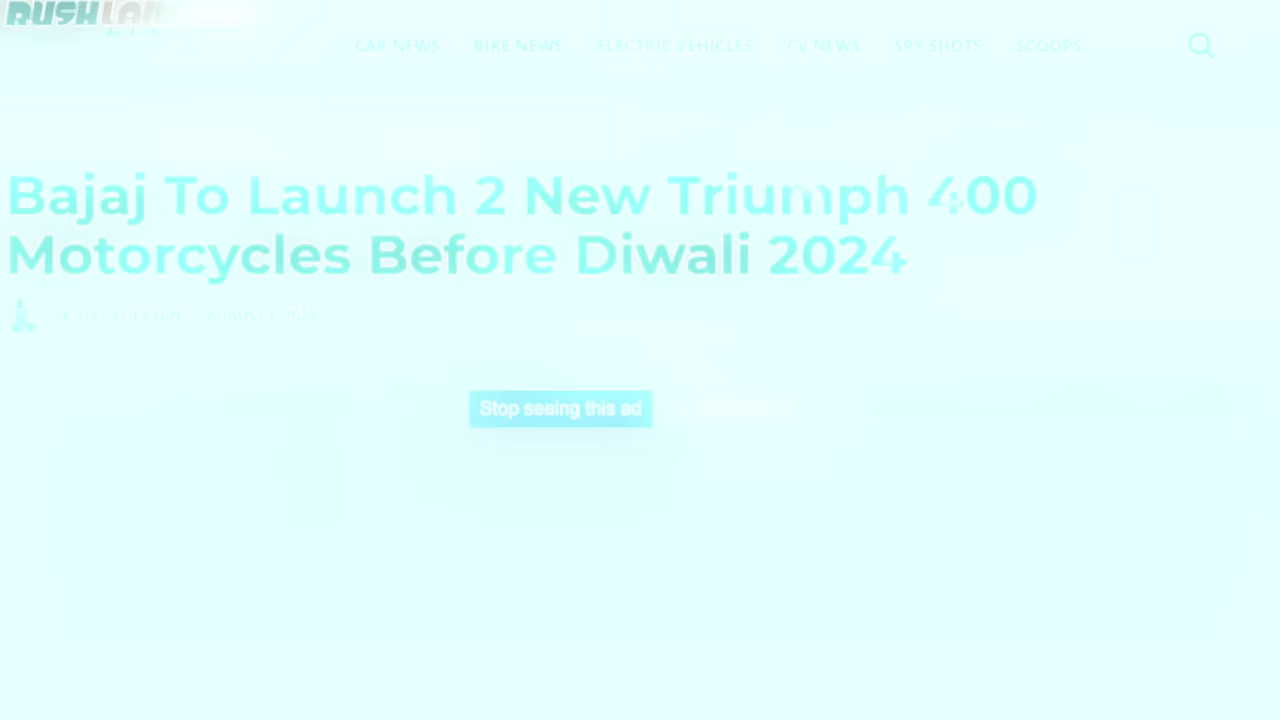 RUSHLANE
CAR NEWS BIKE NEWS ELECTRIC VEHICLES CV NEWS SPY SHOTS SCOOPS
Bajaj To Launch 2 New Triumph 400
Motorcycles Before Diwali 2024
Stop seeing this ad